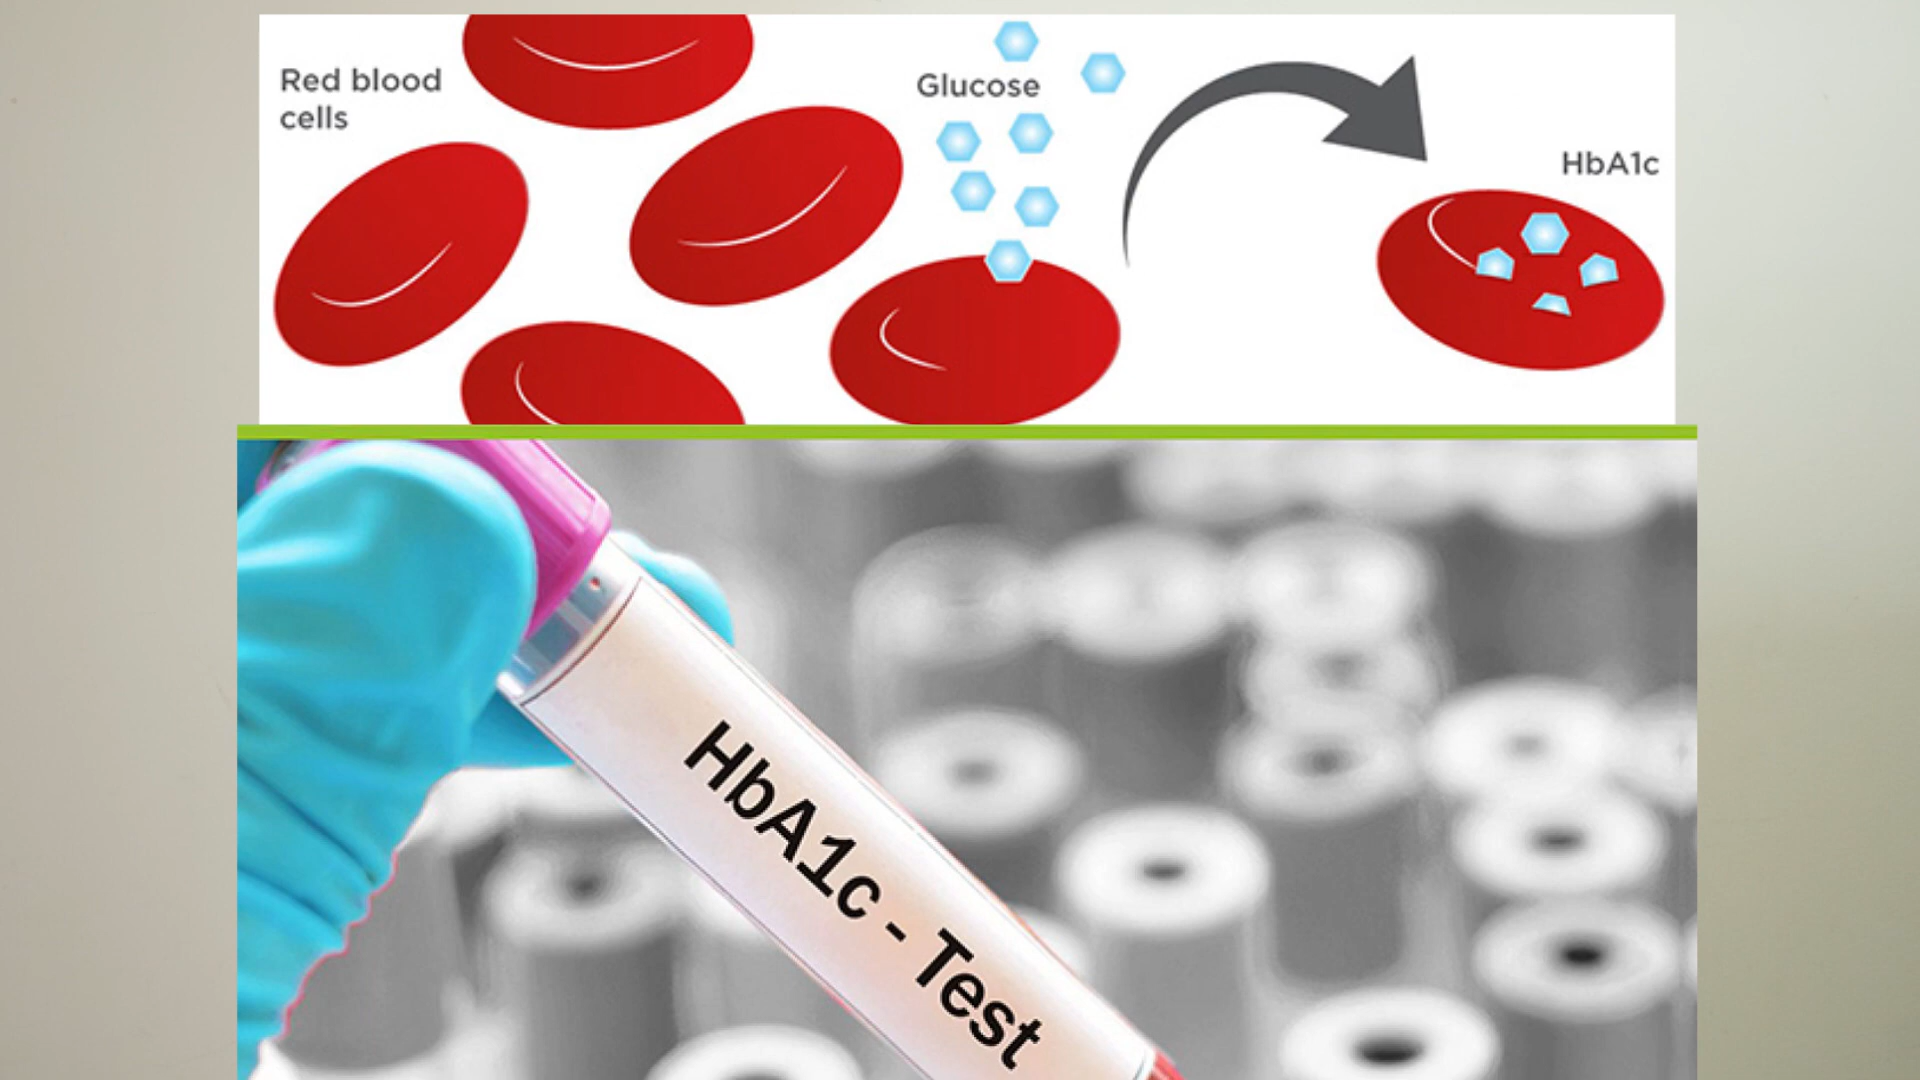 Red blood
cells
Glucose
HbA1c
HbA1c - Test